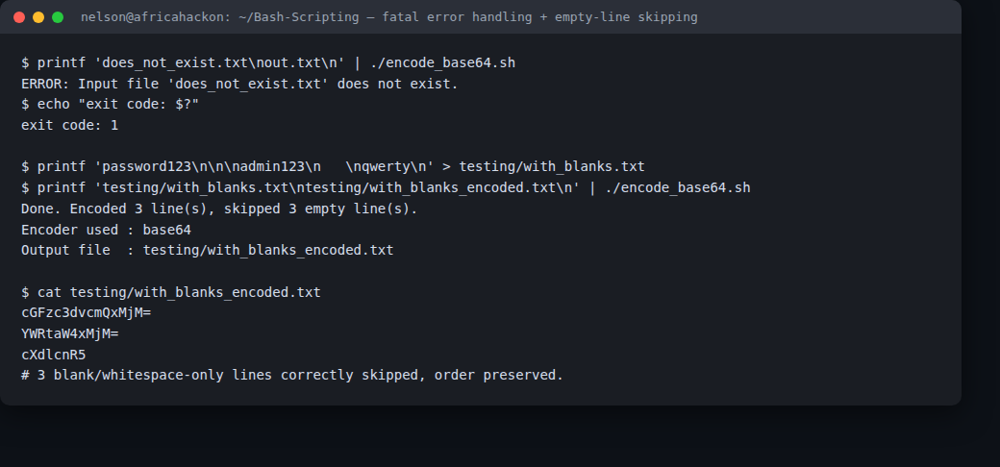 nelson@africahackon: ~/Bash-Scripting — fatal error handling + empty-line skipping
$ printf 'does_not_exist.txt\nout.txt\n' | ./encode_base64.sh
ERROR: Input file 'does_not_exist.txt' does not exist.
$ echo "exit code: $?"
exit code: 1
$ printf 'password123\n\n\nadmin123\n   \nqwerty\n' > testing/with_blanks.txt
$ printf 'testing/with_blanks.txt\ntesting/with_blanks_encoded.txt\n' | ./encode_base64.sh
Done. Encoded 3 line(s), skipped 3 empty line(s).
Encoder used : base64
Output file  : testing/with_blanks_encoded.txt
$ cat testing/with_blanks_encoded.txt
cGFzc3dvcmQxMjM=
YWRtaW4xMjM=
cXdlcnR5
# 3 blank/whitespace-only lines correctly skipped, order preserved.